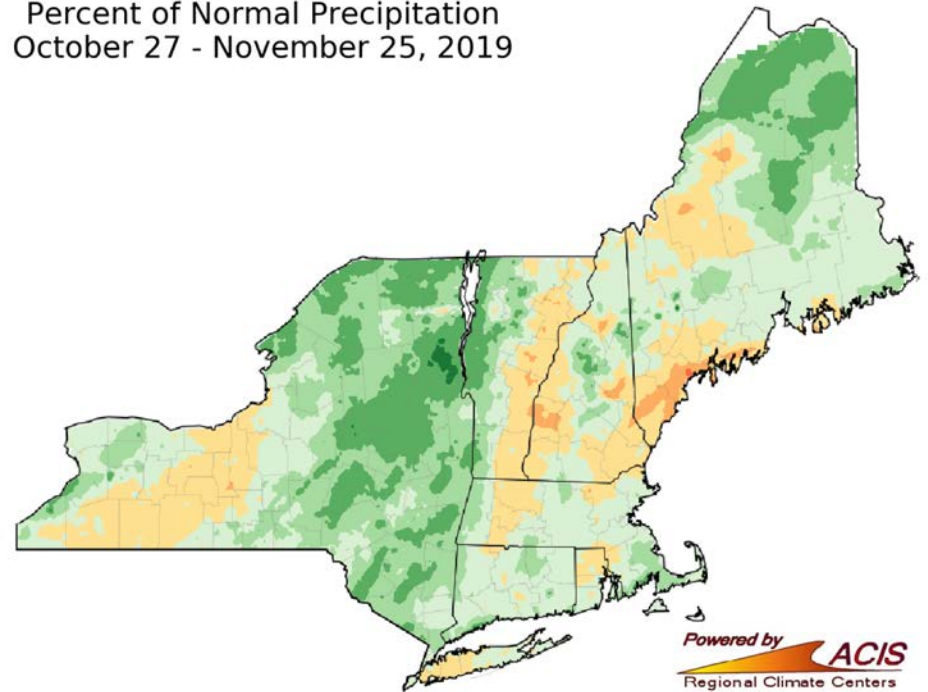 Percent of Normal Precipitation
October 27 - November 25, 2019
Powered by
ACIS
Regional Climate Centers